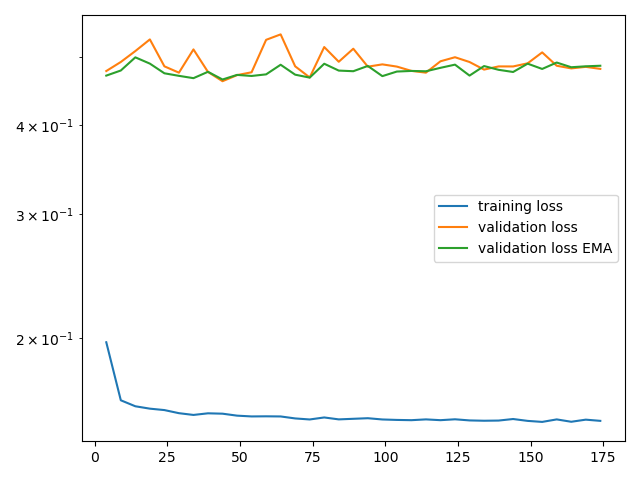 4 × 10⁻¹
3 × 10⁻¹
2 × 10⁻¹
training loss
validation loss
validation loss EMA
0 25 50 75 100 125 150 175